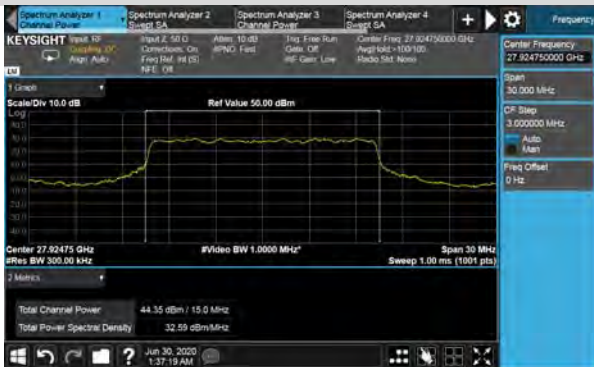 Spectrum Analyzer 1
Channel Power
Spectrum Analyzer 2
Swept SA
Spectrum Analyzer 3
Channel Power
Spectrum Analyzer 4
Swept SA
Frequency
KEYSIGHT
Input: RF
Coupling: DC
Align: Auto
Input Z: 50 Ω
Corrections: On
Freq Ref: Int (S)
NFE: Off
Atten: 10 dB
#PNO: Fast
Trig: Free Run
Gate: Off
#IF Gain: Low
Center Freq: 27.924750000 GHz
Avg|Hold:>100/100
Radio Std: None
1 Graph
Scale/Div 10.0 dB
Ref Value 50.00 dBm
Log
Center 27.92475 GHz
#Video BW 1.0000 MHz*
Span 30 MHz
#Res BW 300.00 kHz
Sweep 1.00 ms (1001 pts)
2 Metrics
Total Channel Power
44.35 dBm / 15.0 MHz
Total Power Spectral Density
32.59 dBm/MHz
Jun 30, 2020
1:37:19 AM
Center Frequency
27.924750000 GHz
Span
30.000 MHz
CF Step
3.000000 MHz
Auto
Man
Freq Offset
0 Hz